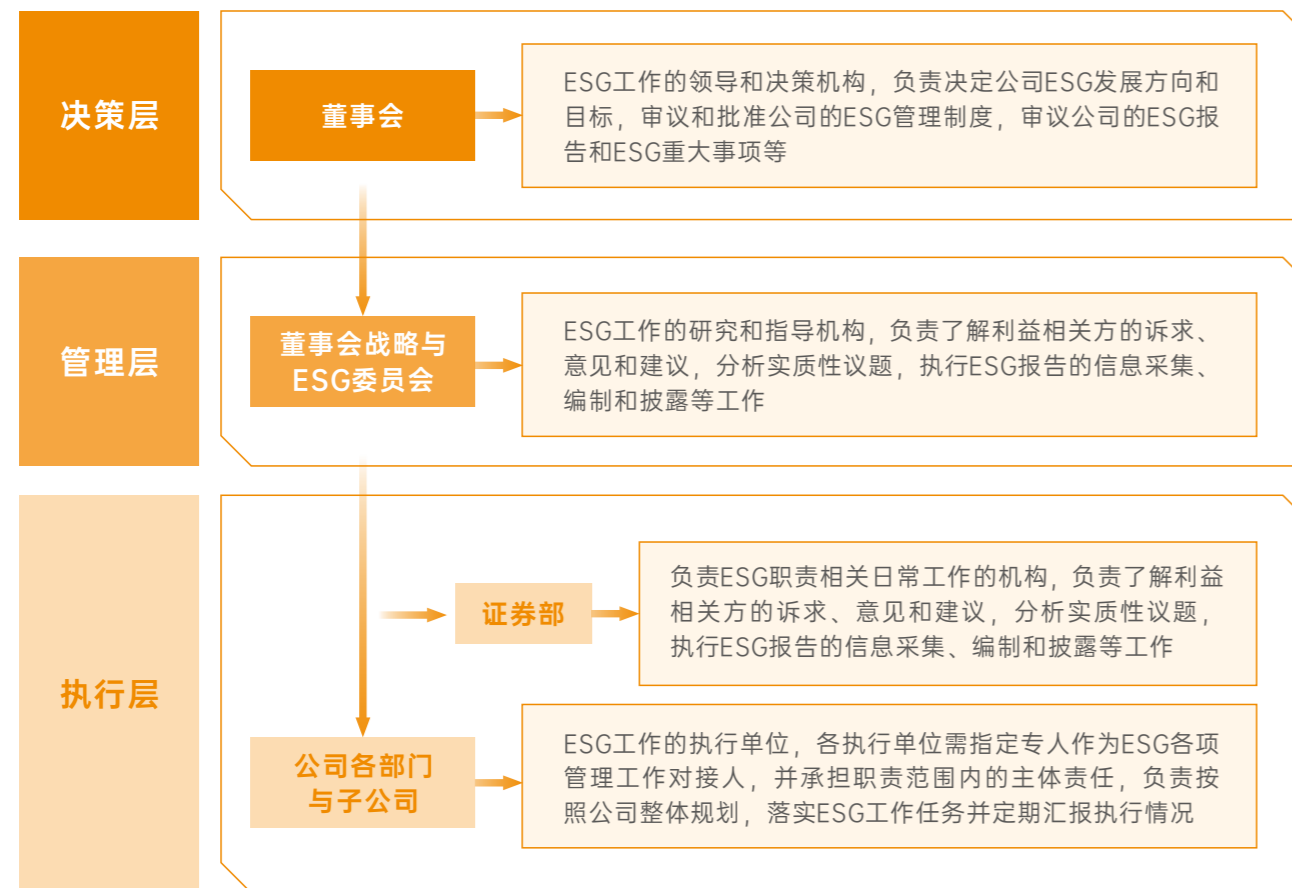 决策层
董事会
ESG工作的领导和决策机构，负责决定公司ESG发展方向和
目标，审议和批准公司的ESG管理制度，审议公司的ESG报
告和ESG重大事项等
管理层
董事会战略与
ESG委员会
ESG工作的研究和指导机构，负责了解利益相关方的诉求、
意见和建议，分析实质性议题，执行ESG报告的信息采集、
编制和披露等工作
执行层
证券部
负责ESG职责相关日常工作的机构，负责了解利益
相关方的诉求、意见和建议，分析实质性议题，
执行ESG报告的信息采集、编制和披露等工作
公司各部门
与子公司
ESG工作的执行单位，各执行单位需指定专人作为ESG各项
管理工作对接人，并承担职责范围内的主体责任，负责按
照公司整体规划，落实ESG工作任务并定期汇报执行情况